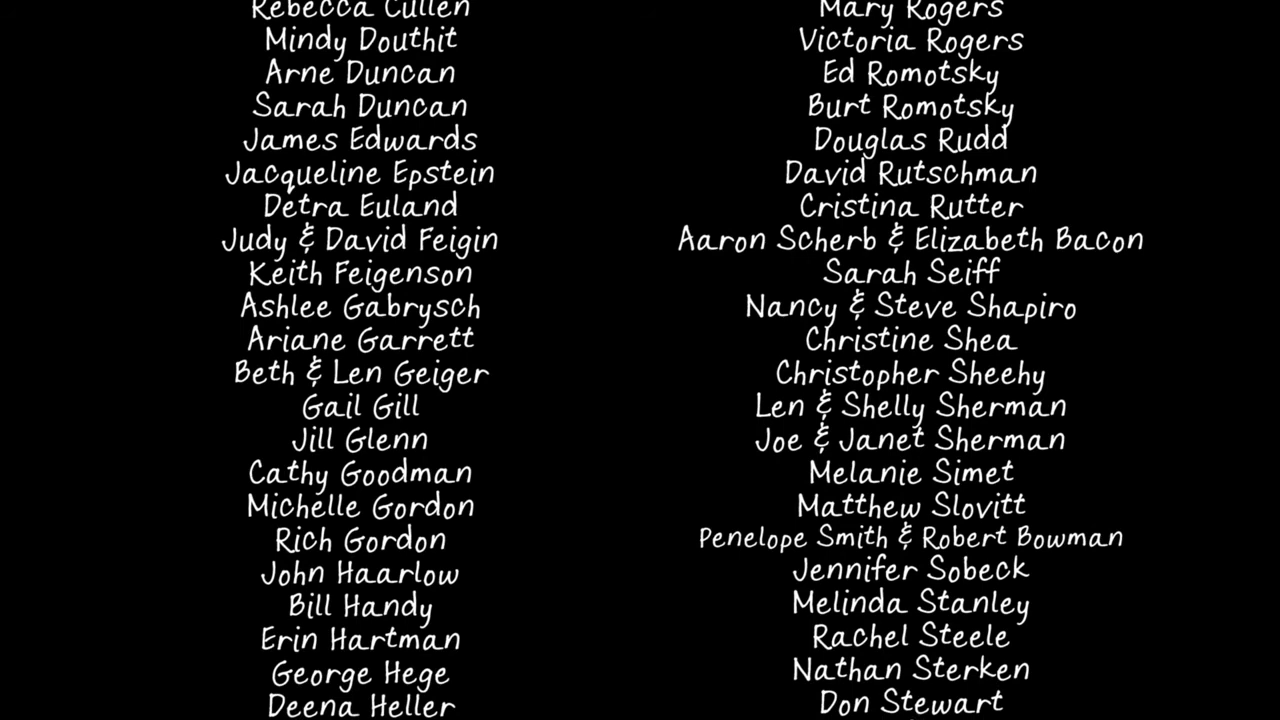 Rebecca Cullen
Mindy Douthit
Arne Duncan
Sarah Duncan
James Edwards
Jacqueline Epstein
Detra Euland
Judy & David Feigin
Keith Feigenson
Ashlee Gabrysch
Ariane Garrett
Beth & Len Geiger
Gail Gill
Jill Glenn
Cathy Goodman
Michelle Gordon
Rich Gordon
John Haarlow
Bill Handy
Erin Hartman
George Hege
Deena Heller
Mary Rogers
Victoria Rogers
Ed Romotsky
Burt Romotsky
Douglas Rudd
David Rutschman
Cristina Rutter
Aaron Scherb & Elizabeth Bacon
Sarah Seiff
Nancy & Steve Shapiro
Christine Shea
Christopher Sheehy
Len & Shelly Sherman
Joe & Janet Sherman
Melanie Simet
Matthew Slovitt
Penelope Smith & Robert Bowman
Jennifer Sobeck
Melinda Stanley
Rachel Steele
Nathan Sterken
Don Stewart